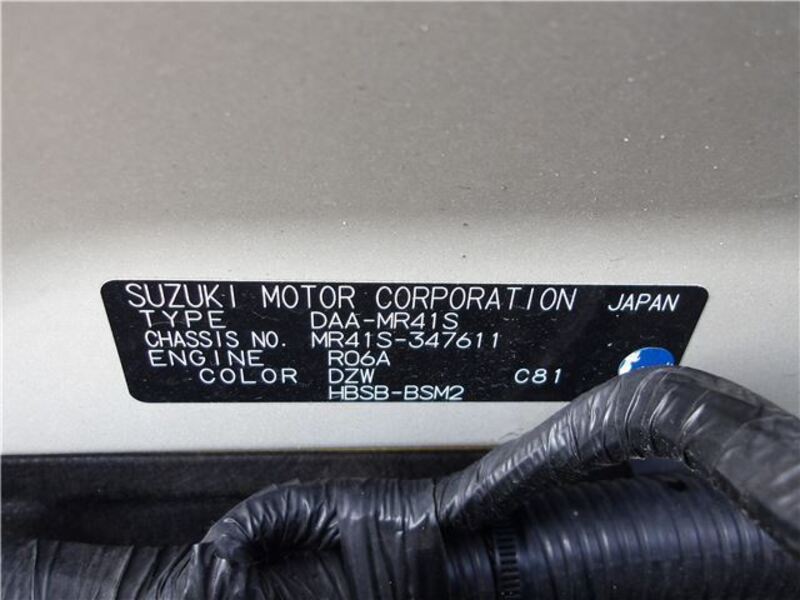 SUZUKI MOTOR CORPORATION JAPAN
TYPE DAA-MR41S
CHASSIS NO. MR41S-347611
ENGINE R06A
COLOR DZW C81
HBSB-BSM2